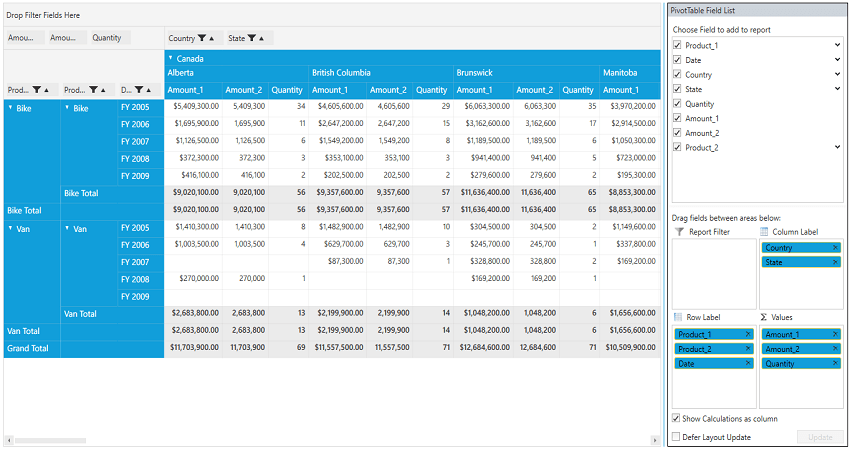 Drop Filter Fields Here
PivotTable Field List
Amou... Amou... Quantity Country State
Choose Field to add to report
Product_1
Date
Country
State
Quantity
Amount_1
Amount_2
Product_2
Canada
Alberta British Columbia Brunswick Manitoba
Prod... Prod... D... Amount_1 Amount_2 Quantity Amount_1 Amount_2 Quantity Amount_1 Amount_2 Quantity Amount_1
Bike Bike FY 2005 $5,409,300.00 5,409,300 34 $4,605,600.00 4,605,600 29 $6,063,300.00 6,063,300 35 $3,970,200.00
FY 2006 $1,695,900.00 1,695,900 11 $2,647,200.00 2,647,200 15 $3,162,600.00 3,162,600 17 $2,914,500.00
FY 2007 $1,126,500.00 1,126,500 6 $1,549,200.00 1,549,200 8 $1,189,500.00 1,189,500 6 $1,050,300.00
FY 2008 $372,300.00 372,300 3 $353,100.00 353,100 3 $941,400.00 941,400 5 $723,000.00
FY 2009 $416,100.00 416,100 2 $202,500.00 202,500 2 $279,600.00 279,600 2 $195,300.00
Bike Total $9,020,100.00 9,020,100 56 $9,357,600.00 9,357,600 57 $11,636,400.00 11,636,400 65 $8,853,300.00
Bike Total $9,020,100.00 9,020,100 56 $9,357,600.00 9,357,600 57 $11,636,400.00 11,636,400 65 $8,853,300.00
Van Van FY 2005 $1,410,300.00 1,410,300 8 $1,482,900.00 1,482,900 10 $304,500.00 304,500 2 $1,149,600.00
FY 2006 $1,003,500.00 1,003,500 4 $629,700.00 629,700 3 $245,700.00 245,700 1 $337,800.00
FY 2007 $87,300.00 87,300 1 $328,800.00 328,800 2 $169,200.00
FY 2008 $270,000.00 270,000 1 $169,200.00 169,200 1
FY 2009
Van Total $2,683,800.00 2,683,800 13 $2,199,900.00 2,199,900 14 $1,048,200.00 1,048,200 6 $1,656,600.00
Van Total $2,683,800.00 2,683,800 13 $2,199,900.00 2,199,900 14 $1,048,200.00 1,048,200 6 $1,656,600.00
Grand Total $11,703,900.00 11,703,900 69 $11,557,500.00 11,557,500 71 $12,684,600.00 12,684,600 71 $10,509,900.00
Drag fields between areas below:
Report Filter Column Label
Country
State
Row Label Σ Values
Product_1 Amount_1
Product_2 Amount_2
Date Quantity
Show Calculations as column
Defer Layout Update Update